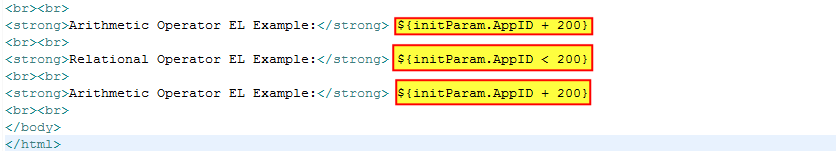 <br><br>
<strong>Arithmetic Operator EL Example:</strong> ${initParam.AppID + 200}
<br><br>
<strong>Relational Operator EL Example:</strong> ${initParam.AppID < 200}
<br><br>
<strong>Arithmetic Operator EL Example:</strong> ${initParam.AppID + 200}
<br><br>
</body>
</html>